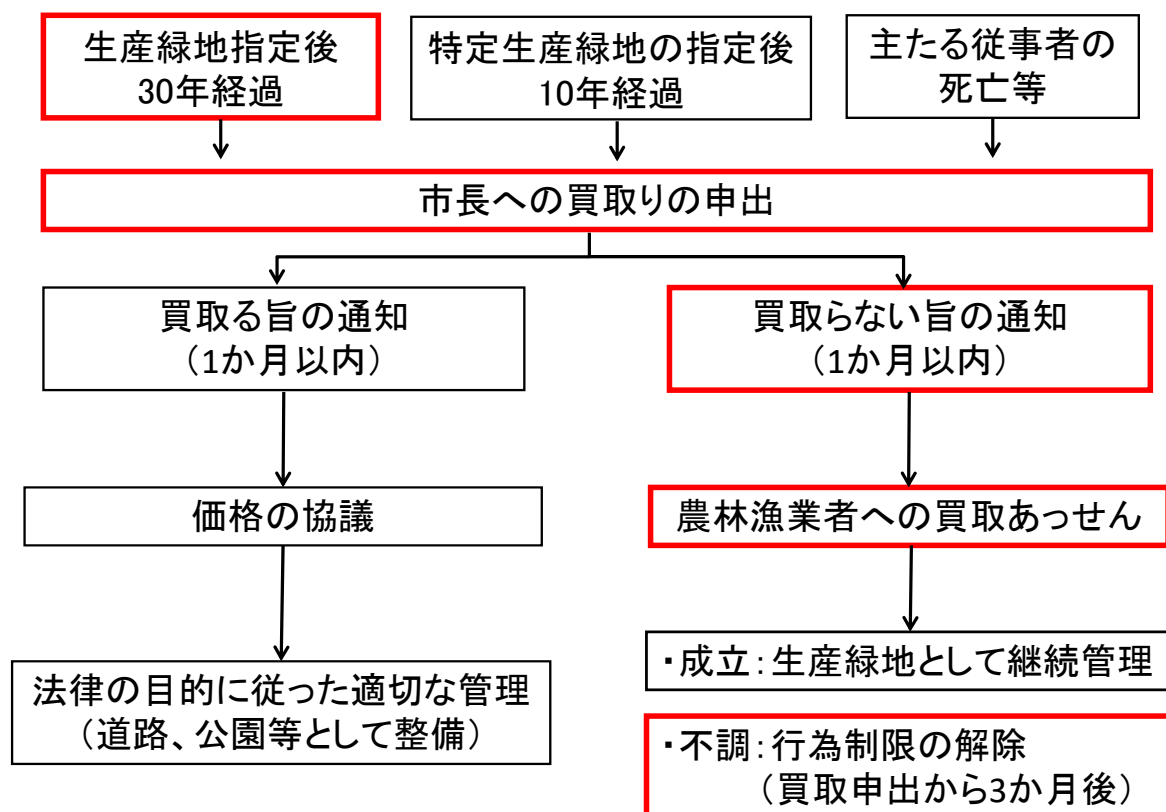 生産緑地指定後
30年経過
特定生産緑地の指定後
10年経過
主たる従事者の
死亡等
市長への買取りの申出
買取る旨の通知
（1か月以内）
買取らない旨の通知
（1か月以内）
価格の協議
農林漁業者への買取あっせん
法律の目的に従った適切な管理
（道路、公園等として整備）
・成立：生産緑地として継続管理
・不調：行為制限の解除
（買取申出から3か月後）